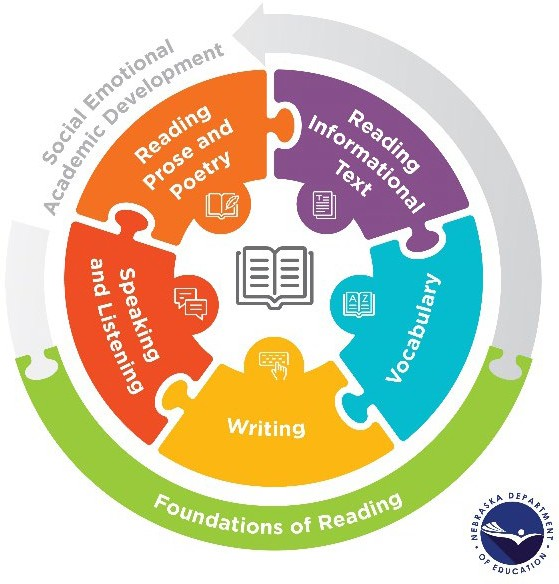 Social Emotional
Academic Development
Reading
Prose and
Poetry
Reading
Informational
Text
Speaking
and Listening
Vocabulary
A Z
Writing
Foundations of Reading
NEBRASKA DEPARTMENT
OF EDUCATION